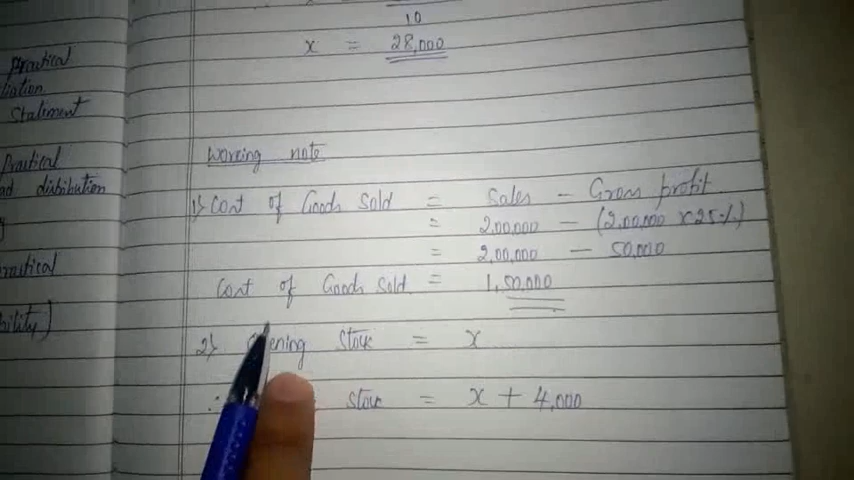 practical
Statement
Practical
distribution
10
x = 28,000
Working note
1) Cost of Goods Sold = Sales - Gross profit
= 2,00,000 - (2,00,000 x 25%)
= 2,00,000 - 50,000
Cost of Goods Sold = 1,50,000
2) Stock = x
∴ Stock = x + 4,000